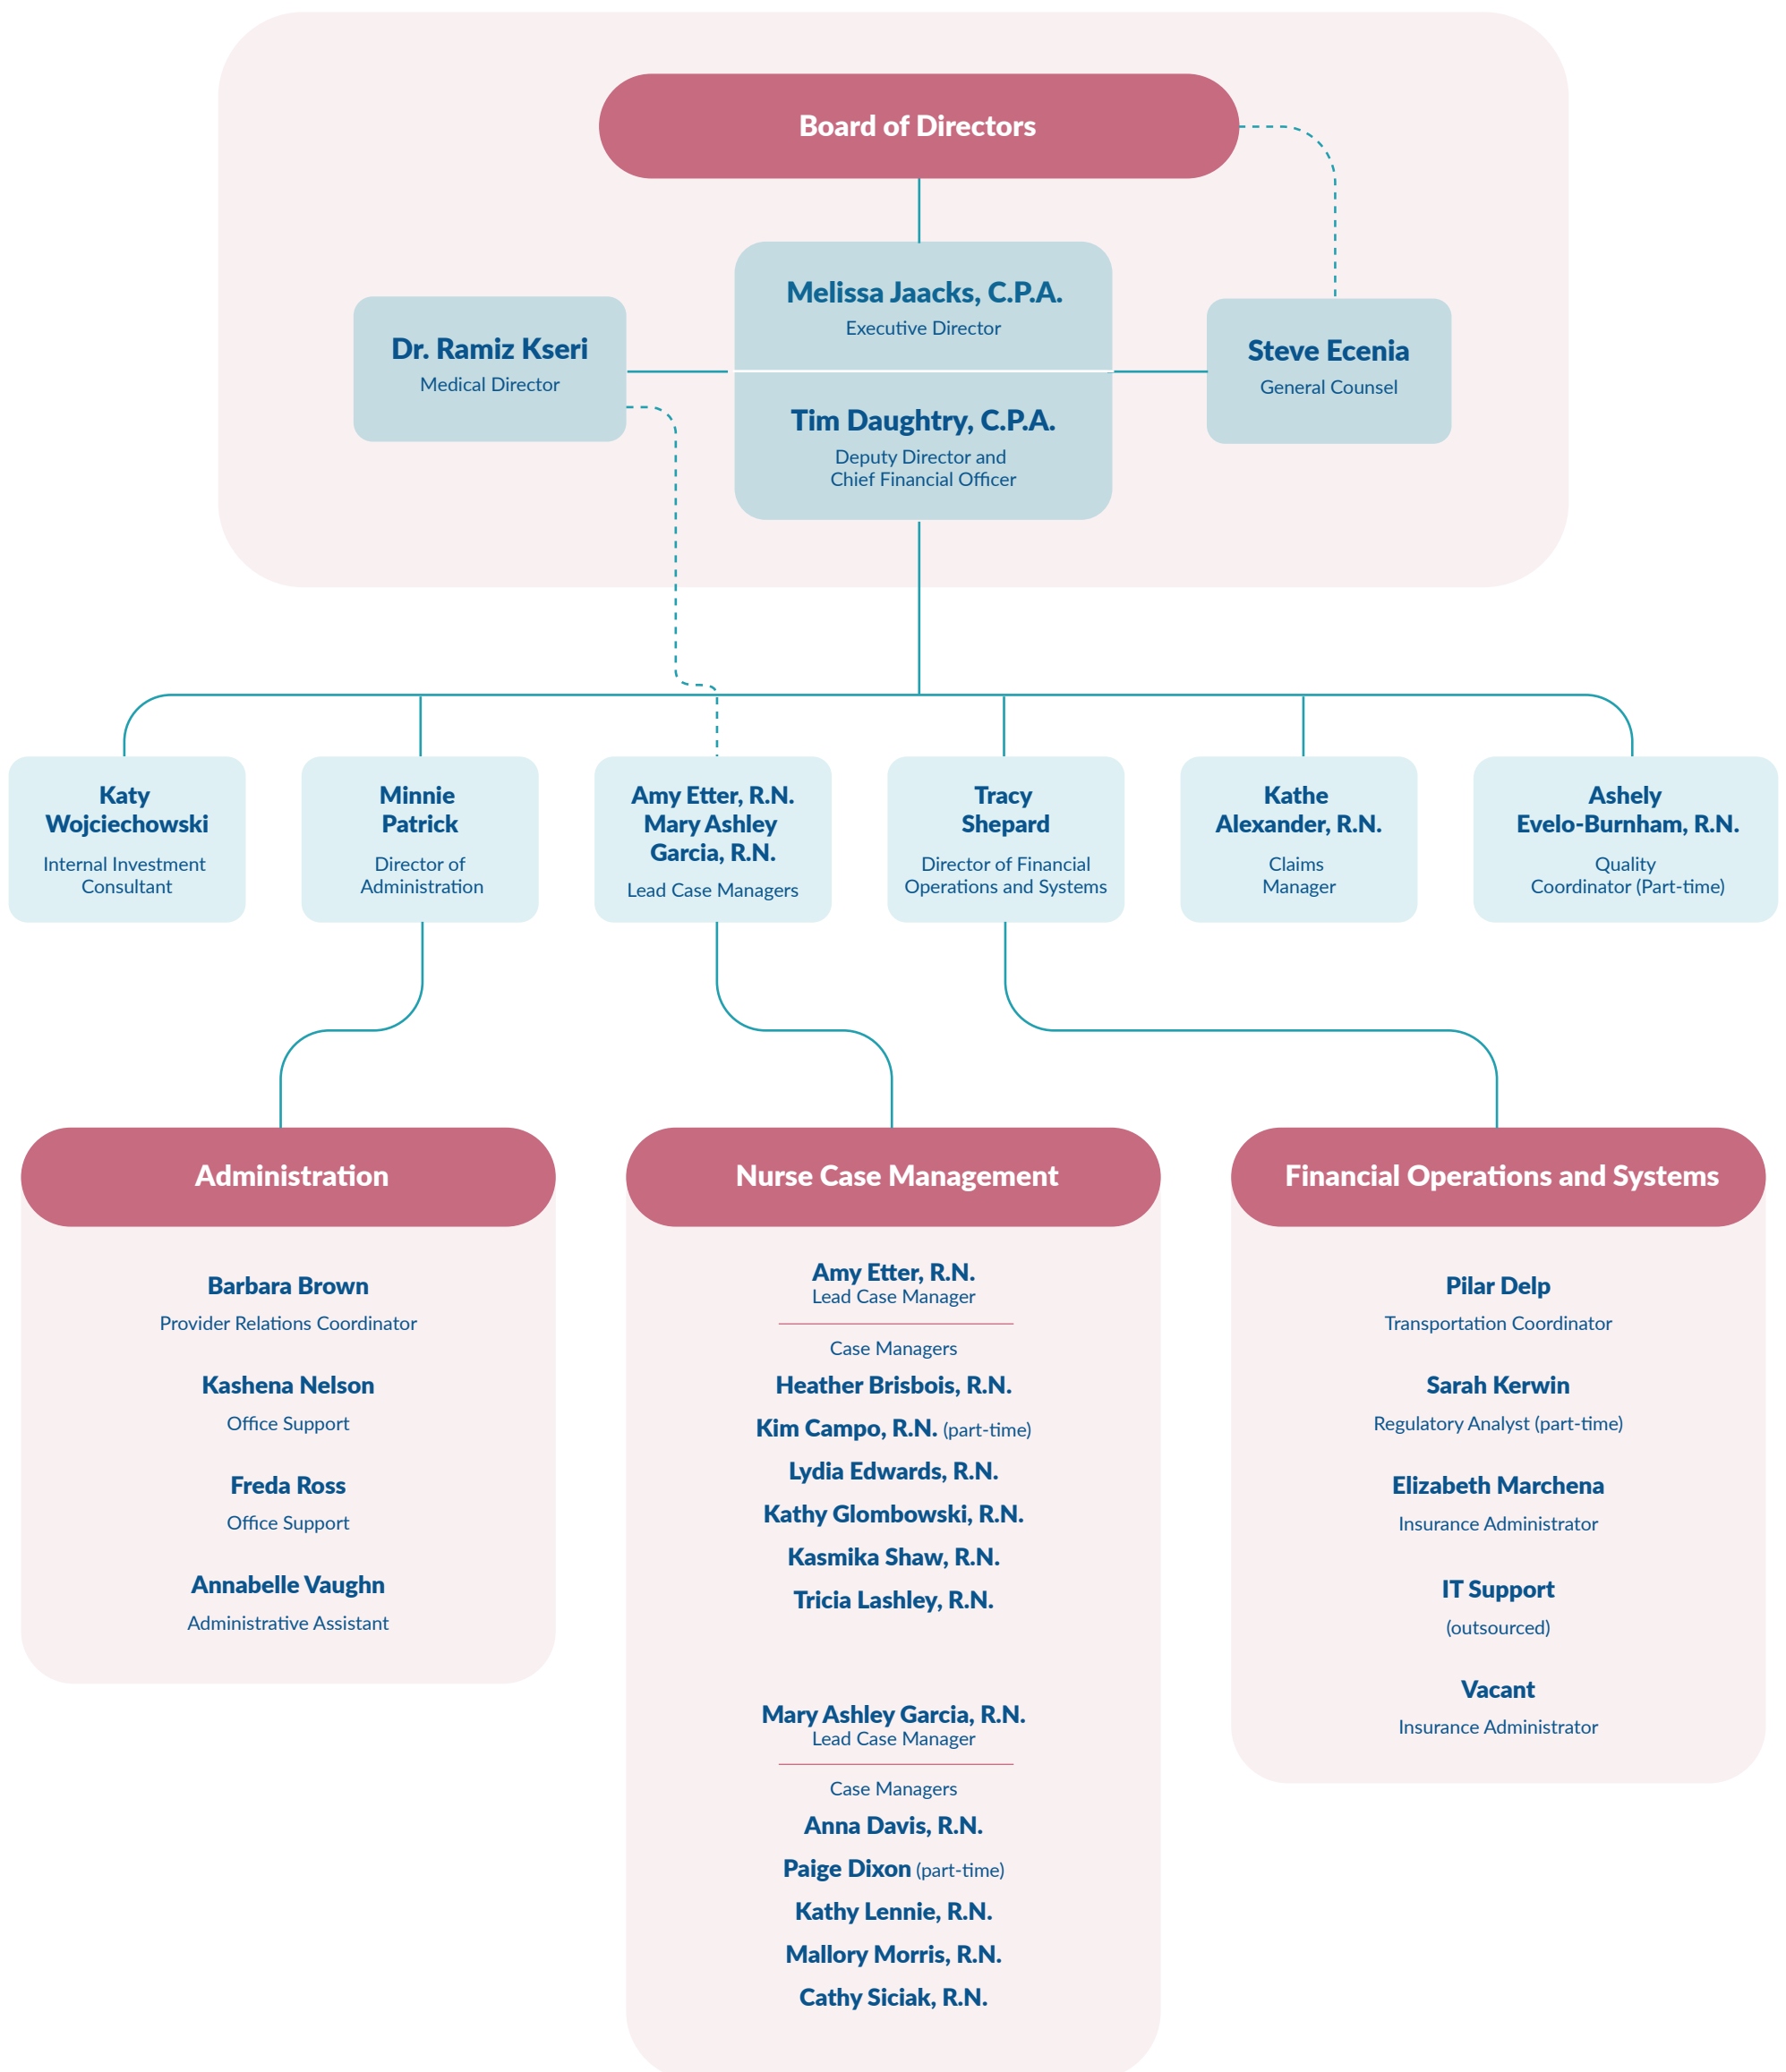 Board of Directors
Melissa Jaacks, C.P.A.
Executive Director
Dr. Ramiz Kseri
Medical Director
Steve Ecenia
General Counsel
Tim Daughtry, C.P.A.
Deputy Director and
Chief Financial Officer
Katy
Wojciechowski
Internal Investment
Consultant
Minnie
Patrick
Director of
Administration
Amy Etter, R.N.
Mary Ashley
Garcia, R.N.
Lead Case Managers
Tracy
Shepard
Director of Financial
Operations and Systems
Kathe
Alexander, R.N.
Claims
Manager
Ashely
Evelo-Burnham, R.N.
Quality
Coordinator (Part-time)
Administration
Barbara Brown
Provider Relations Coordinator
Kashena Nelson
Office Support
Freda Ross
Office Support
Annabelle Vaughn
Administrative Assistant
Nurse Case Management
Amy Etter, R.N.
Lead Case Manager
Case Managers
Heather Brisbois, R.N.
Kim Campo, R.N. (part-time)
Lydia Edwards, R.N.
Kathy Glombowski, R.N.
Kasmika Shaw, R.N.
Tricia Lashley, R.N.
Mary Ashley Garcia, R.N.
Lead Case Manager
Case Managers
Anna Davis, R.N.
Paige Dixon (part-time)
Kathy Lennie, R.N.
Mallory Morris, R.N.
Cathy Siciak, R.N.
Financial Operations and Systems
Pilar Delp
Transportation Coordinator
Sarah Kerwin
Regulatory Analyst (part-time)
Elizabeth Marchena
Insurance Administrator
IT Support
(outsourced)
Vacant
Insurance Administrator